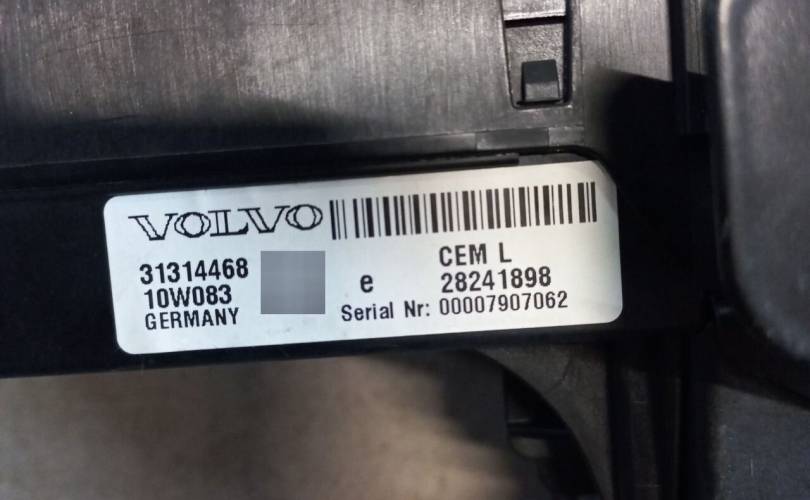 VOLVO
31314468
10W083
GERMANY
e
CEM L
28241898
Serial Nr: 00007907062